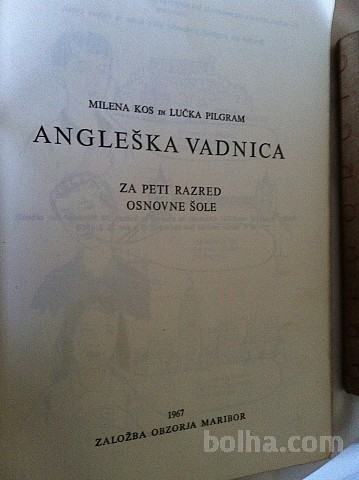 MILENA KOS IN LUČKA PILGRAM
ANGLEŠKA VADNICA
ZA PETI RAZRED
OSNOVNE ŠOLE
1967
ZALOŽBA OBZORJA MARIBOR
bolha.com